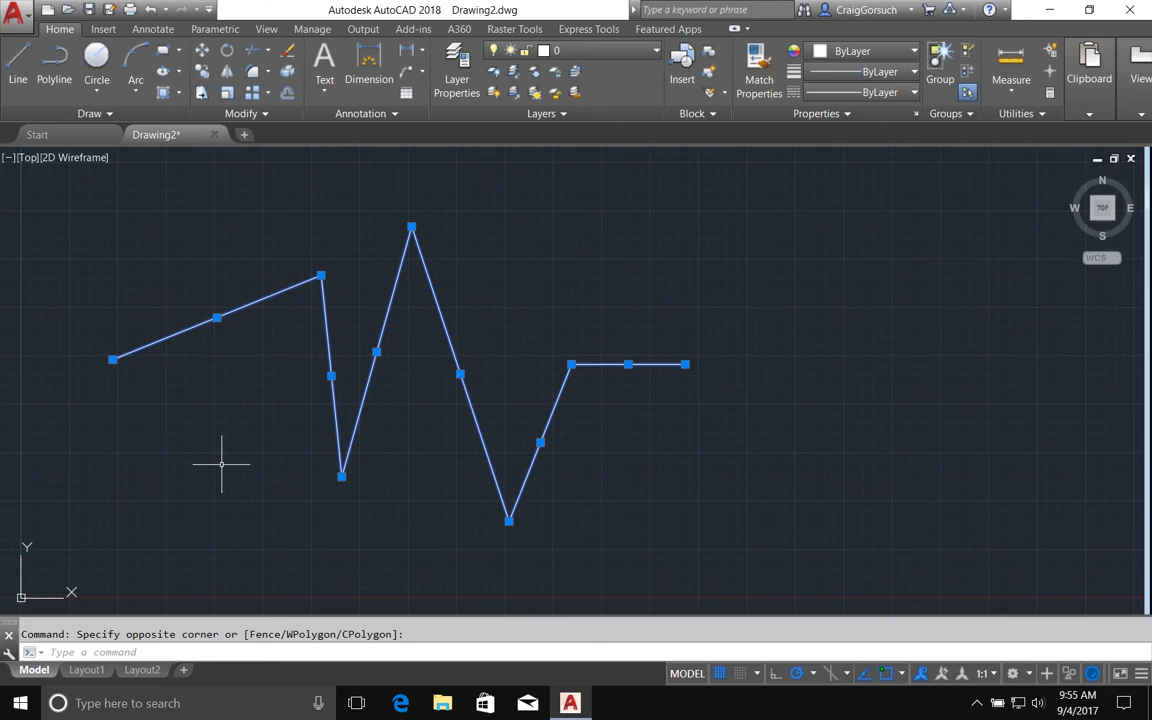 Autodesk AutoCAD 2018 Drawing2.dwg
Type a keyword or phrase
CraigGorsuch
Home Insert Annotate Parametric View Manage Output Add-ins A360 Raster Tools Express Tools Featured Apps
Line Polyline Circle Arc
Text Dimension
Layer Properties
0
Insert
Match Properties
ByLayer
ByLayer
ByLayer
Group
Measure
Clipboard
View
Draw Modify Annotation Layers Block Properties Groups Utilities
Start Drawing2*
[−][Top][2D Wireframe]
N
W TOP E
S
WCS
Y
X
Command: Specify opposite corner or [Fence/WPolygon/CPolygon]:
Type a command
Model Layout1 Layout2 +
MODEL 1:1
Type here to search
9:55 AM
9/4/2017